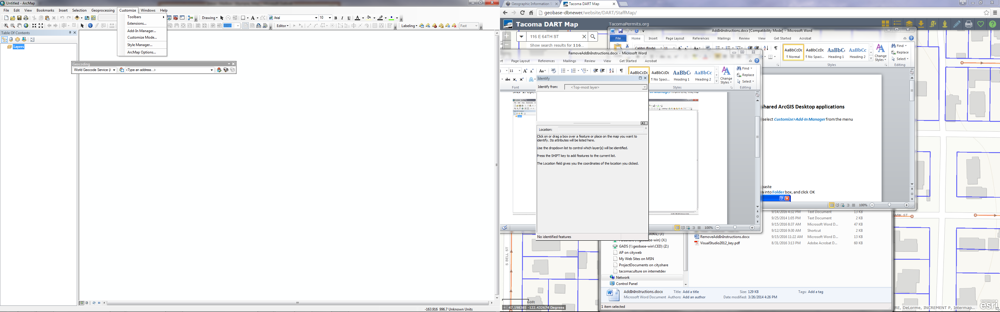 Untitled - ArcMap
File Edit View Bookmarks Insert Selection Geoprocessing Customize Windows Help
Toolbars
Extensions...
Add-In Manager...
Customize Mode...
Style Manager...
ArcMap Options...
Drawing
Arial
10
B I U A
Editor
Labeling
Fast
Table Of Contents
Layers
Geocoding
World Geocode Service (A
<Type an address...>
-163.916 996.7 Unknown Units
Geographic Information S
Tacoma DART Map
geobase-dbnewer/website/DART/StaffMap/
Tacoma DART Map
TacomaPermits.org
116 E 64TH ST
Show search results for 116...
AddInInstructions.docx [Compatibility Mode] - Microsoft Word
File Home Insert Page Layout References Mailings Review View Get Started Acrobat
Calibri (Body) 11
AaBbCcDc AaBbCcDc AaBbC AaBbCc
¶ Normal ¶ No Spaci... Heading 1 Heading 2
Change Styles
Find
Replace
Select
Styles
Editing
shared ArcGIS Desktop applications
select Customize>Add-In Manager from the menu
paste
s into Folder box, and click OK
100%
RemoveAddInInstructions.docx - Microsoft Word
ert Page Layout References Mailings Review View Get Started Acrobat
11
AaBbCcDc AaBbCcDc AaBbC AaBbCc
¶ No Spaci... Heading 1 Heading 2
Change Styles
Find
Replace
Select
Font
Styles
Editing
In Manager from the menu
100%
Identify
Identify from: <Top-most layer>
Location:
Click on or drag a box over a feature or place on the map you want to
identify. Its attributes will be listed here.
Use the dropdown list to control which layer(s) will be identified.
Press the SHIFT key to add features to the current list.
The Location field gives you the coordinates of the location you clicked.
No identified features
9/14/2016 4:32 PM Text Document 13 KB
9/25/2014 1:05 PM Text Document 2 KB
9/15/2016 8:37 AM Microsoft Word D... 47 KB
9/12/2016 9:30 AM Shortcut 2 KB
RemoveAddInInstructions.docx 9/15/2016 11:22 AM Microsoft Word D... 13 KB
VisualStudio2012_key.pdf 8/31/2016 3:13 PM Adobe Acrobat D... 60 KB
GADS (\\geobase-win\CED) (Z:)
AP on cityweb
My Web Sites on MSN
ProjectDocuments on cityshare
tacomaculture on internetdev
Network
Control Panel
AddInInstructions.docx Title: Add a title Size: 129 KB Tags: Add a tag
Microsoft Word Document Authors: Add an author Date modified: 3/26/2014 4:26 PM
1 item selected
S BELL ST
ARK ST
60ft
47.198385 -122.432674 Degrees
ERE, DeLorme, INCREMENT P, Intermap...
POWERED BY
esri